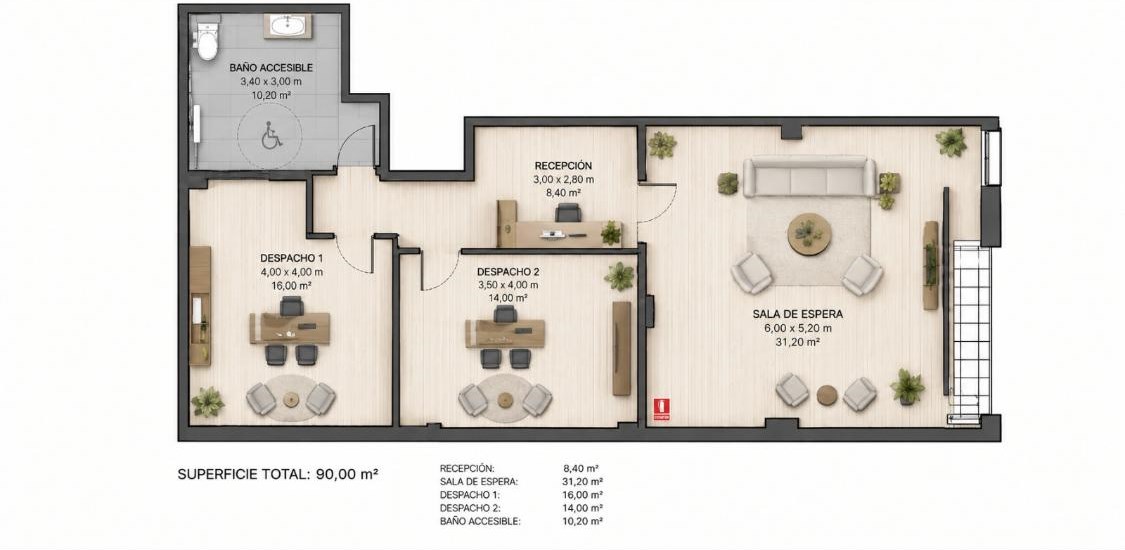 BAÑO ACCESIBLE
3,40 x 3,00 m
10,20 m²
RECEPCIÓN
3,00 x 2,80 m
8,40 m²
DESPACHO 1
4,00 x 4,00 m
16,00 m²
DESPACHO 2
3,50 x 4,00 m
14,00 m²
SALA DE ESPERA
6,00 x 5,20 m
31,20 m²
SUPERFICIE TOTAL: 90,00 m²
RECEPCIÓN: 8,40 m²
SALA DE ESPERA: 31,20 m²
DESPACHO 1: 16,00 m²
DESPACHO 2: 14,00 m²
BAÑO ACCESIBLE: 10,20 m²